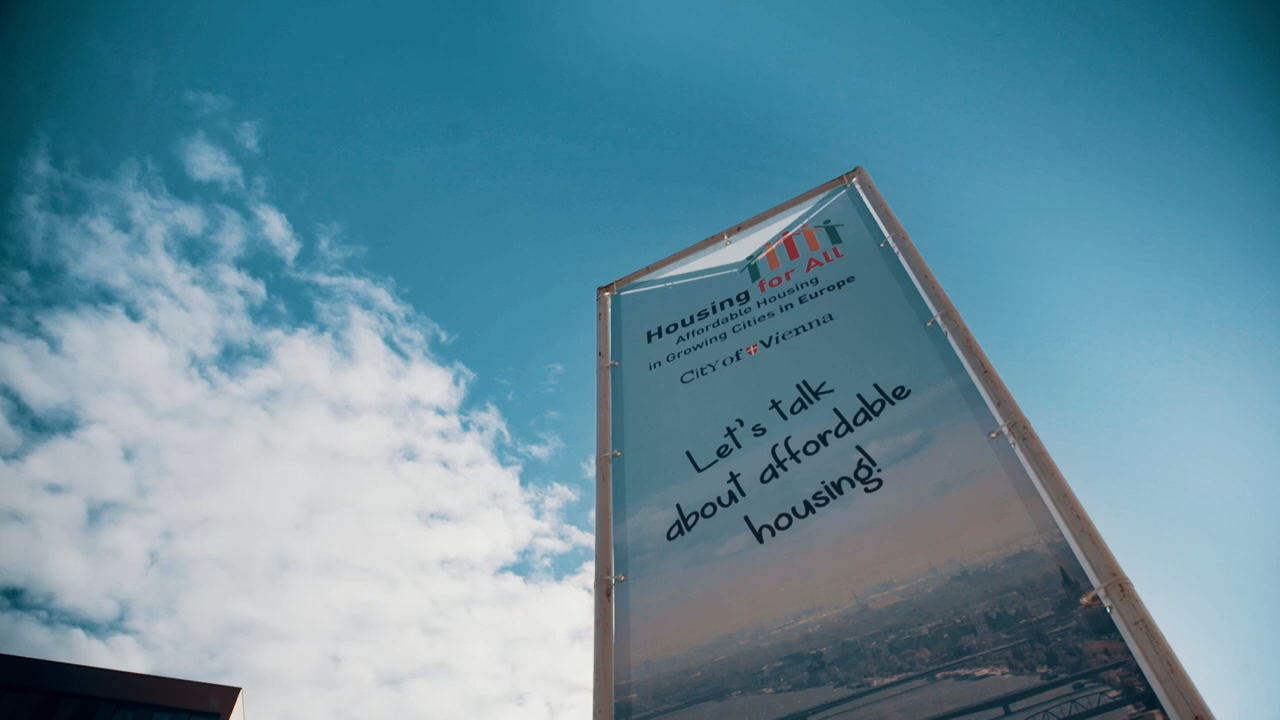 Housing for All
Affordable Housing
in Growing Cities in Europe
City of Vienna
Let's talk
about affordable
housing!